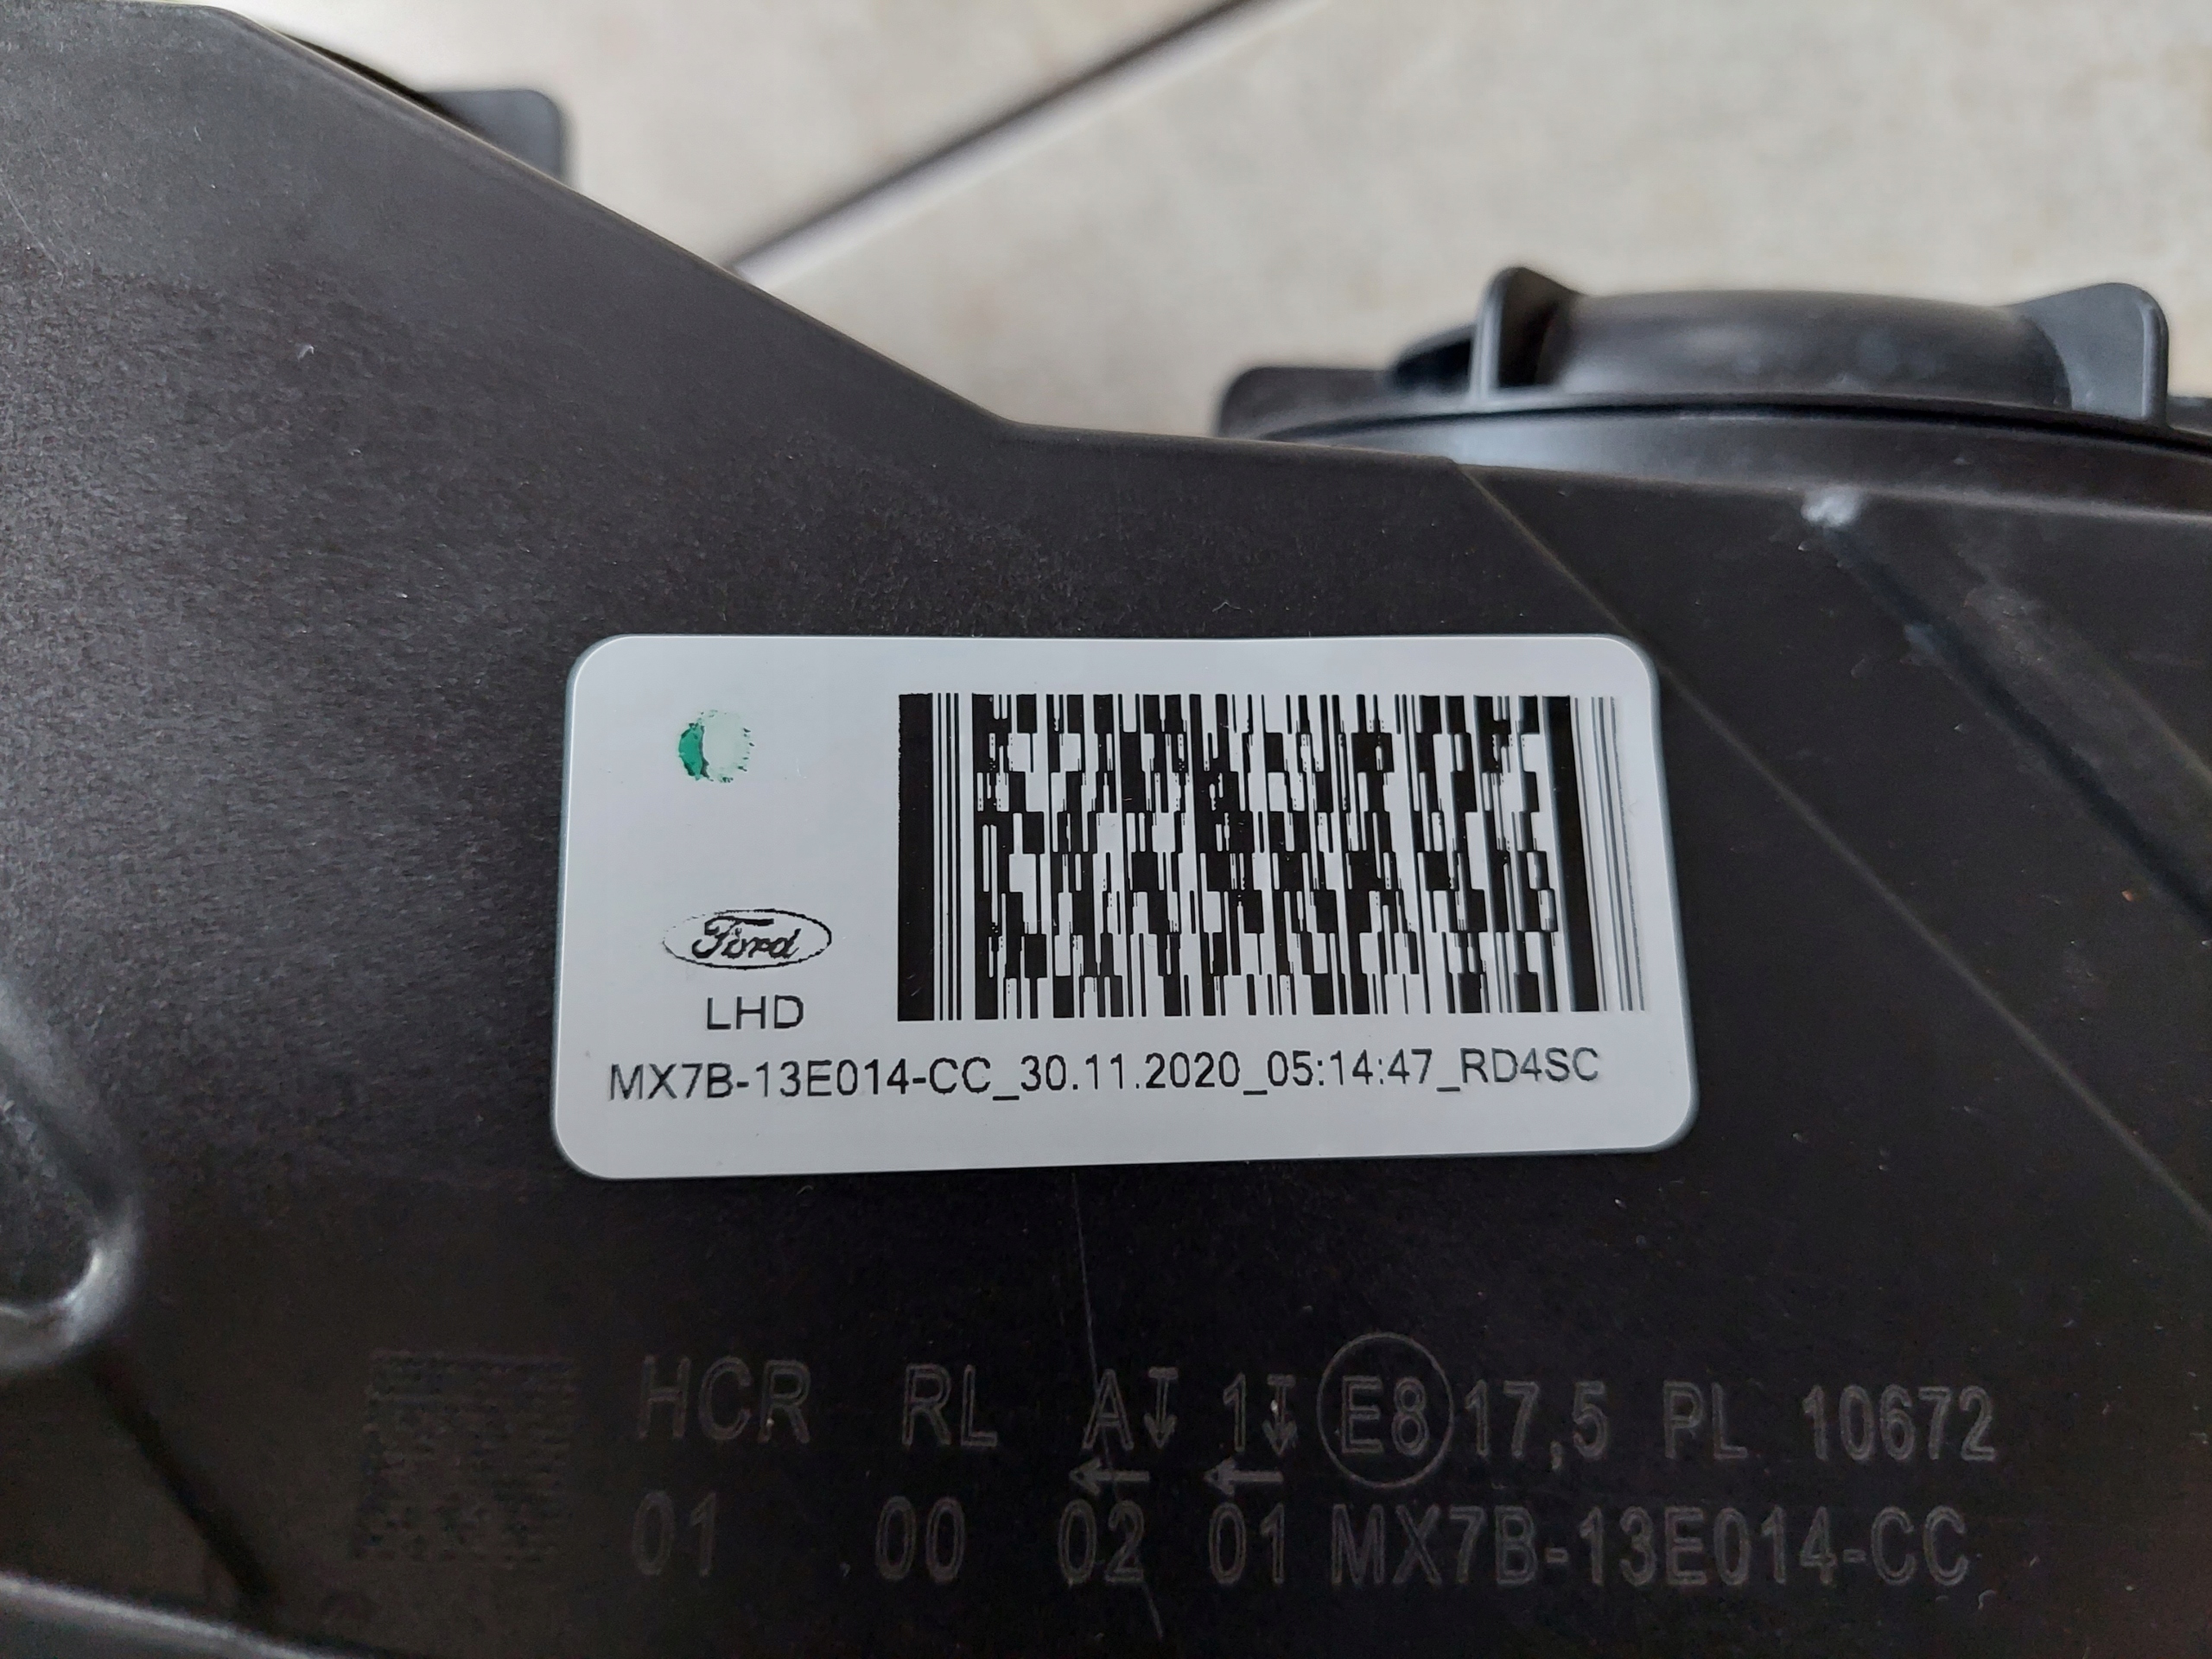 Ford
LHD
MX7B-13E014-CC_30.11.2020_05:14:47_RD4SC
HCR RL A↧ 1↧ E8 17,5 PL 10672
← ←
01 00 02 01 MX7B-13E014-CC